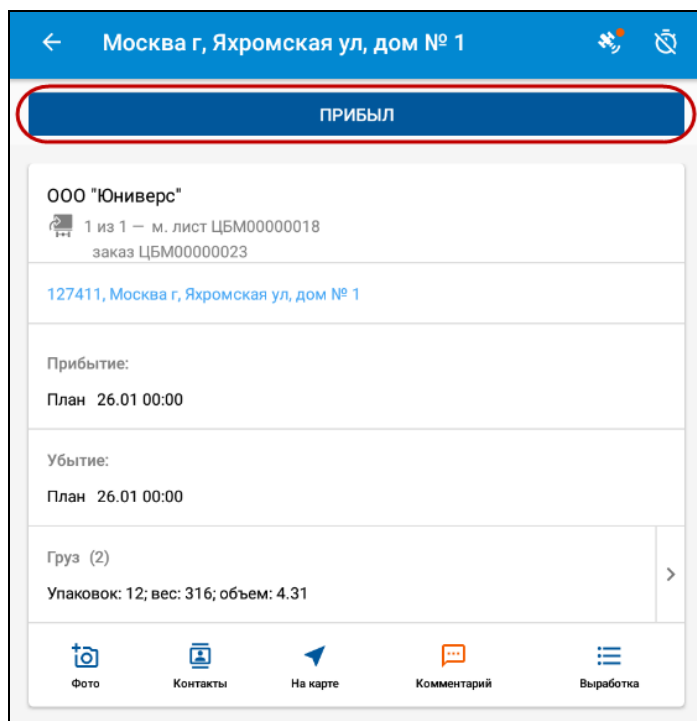 Москва г, Яхромская ул, дом № 1
ПРИБЫЛ
ООО "Юниверс"
1 из 1 — м. лист ЦБМ00000018
заказ ЦБМ00000023
127411, Москва г, Яхромская ул, дом № 1
Прибытие:
План 26.01 00:00
Убытие:
План 26.01 00:00
Груз (2)
Упаковок: 12; вес: 316; объем: 4.31
Фото Контакты На карте Комментарий Выработка